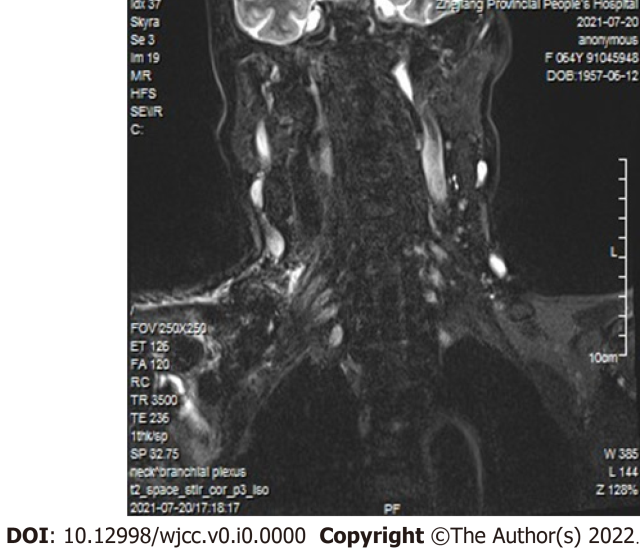 Idx 37
Skyra
Se 3
Im 19
MR
HFS
SE\IR
C:
Zhejiang Provincial People's Hospital
2021-07-20
anonymous
F 064Y 91045948
DOB:1957-06-12
L
10cm
FOV 250X250
ET 126
FA 120
RC
TR 3500
TE 236
1thk/sp
SP 32.75
neck^branchial plexus
t2_space_stir_cor_p3_iso
2021-07-20/17:18:17
PF
W 385
L 144
Z 128%
DOI: 10.12998/wjcc.v0.i0.0000 Copyright ©The Author(s) 2022.